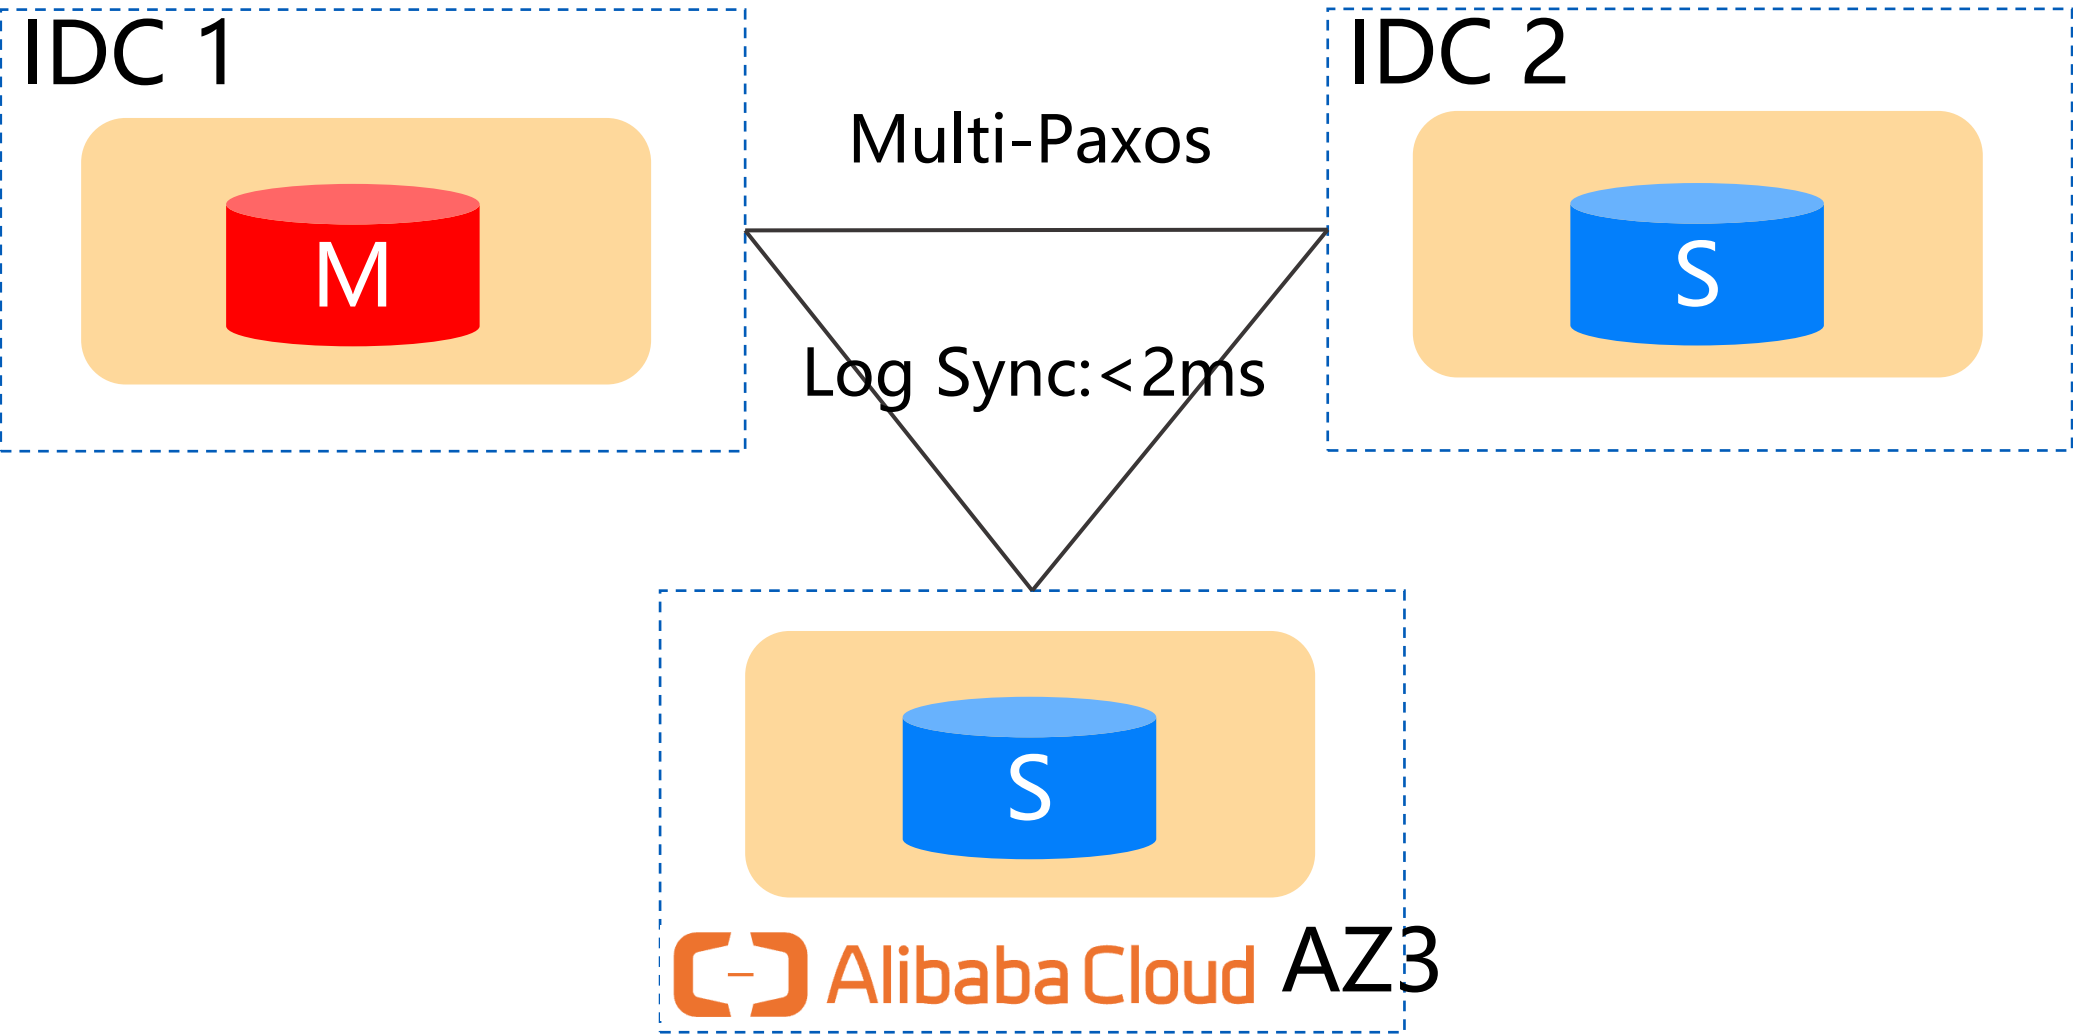 IDC 1
IDC 2
Multi-Paxos
M
S
Log Sync:<2ms
S
Alibaba Cloud AZ3